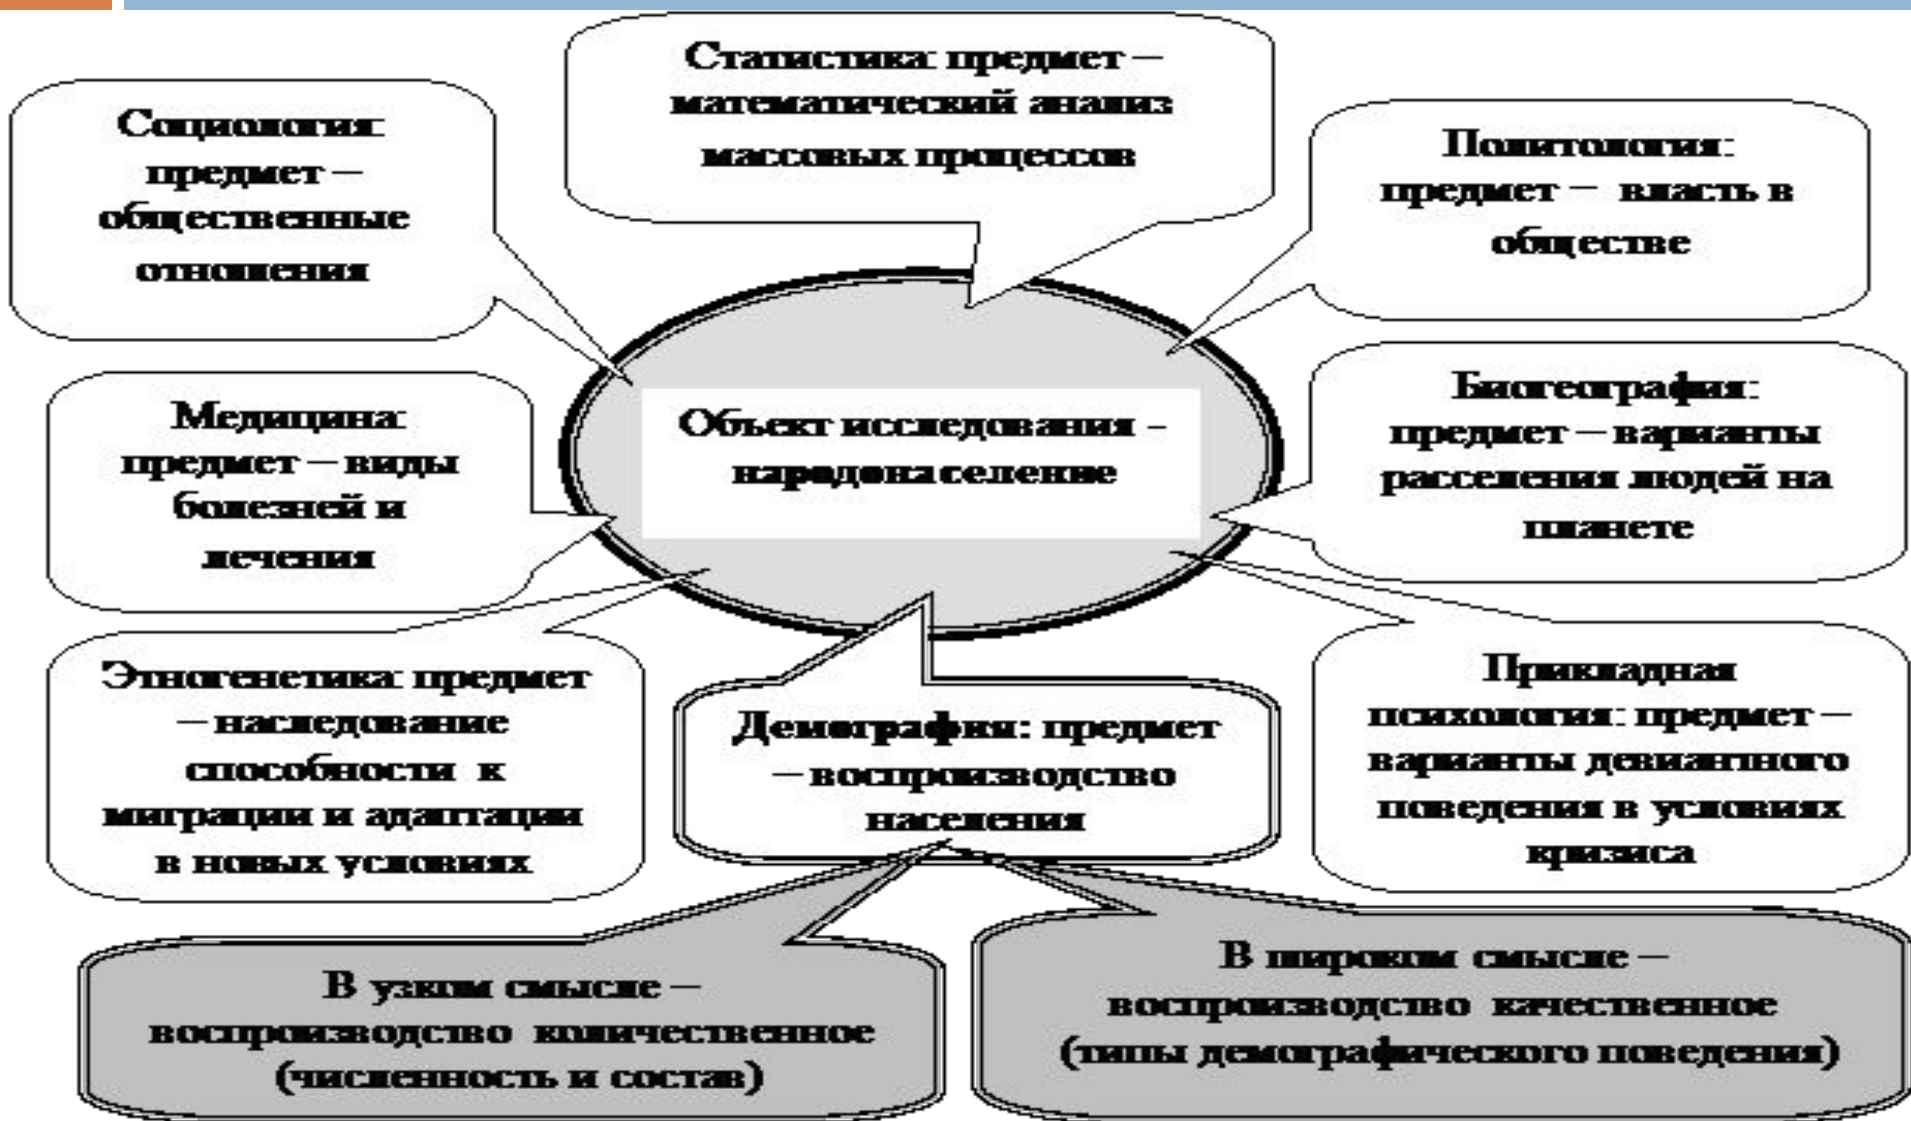 Статистика: предмет –
математический анализ
массовых процессов
Социология:
предмет –
общественные
отношения
Политология:
предмет – власть в
обществе
Медицина:
предмет – виды
болезней и
лечения
Объект исследования -
народонаселение
Биогеография:
предмет – варианты
расселения людей на
планете
Этногенетика: предмет
– наследование
способности к
миграции и адаптации
в новых условиях
Демография: предмет
– воспроизводство
населения
Прикладная
психология: предмет –
варианты девиантного
поведения в условиях
кризиса
В узком смысле –
воспроизводство количественное
(численность и состав)
В широком смысле –
воспроизводство качественное
(типы демографического поведения)